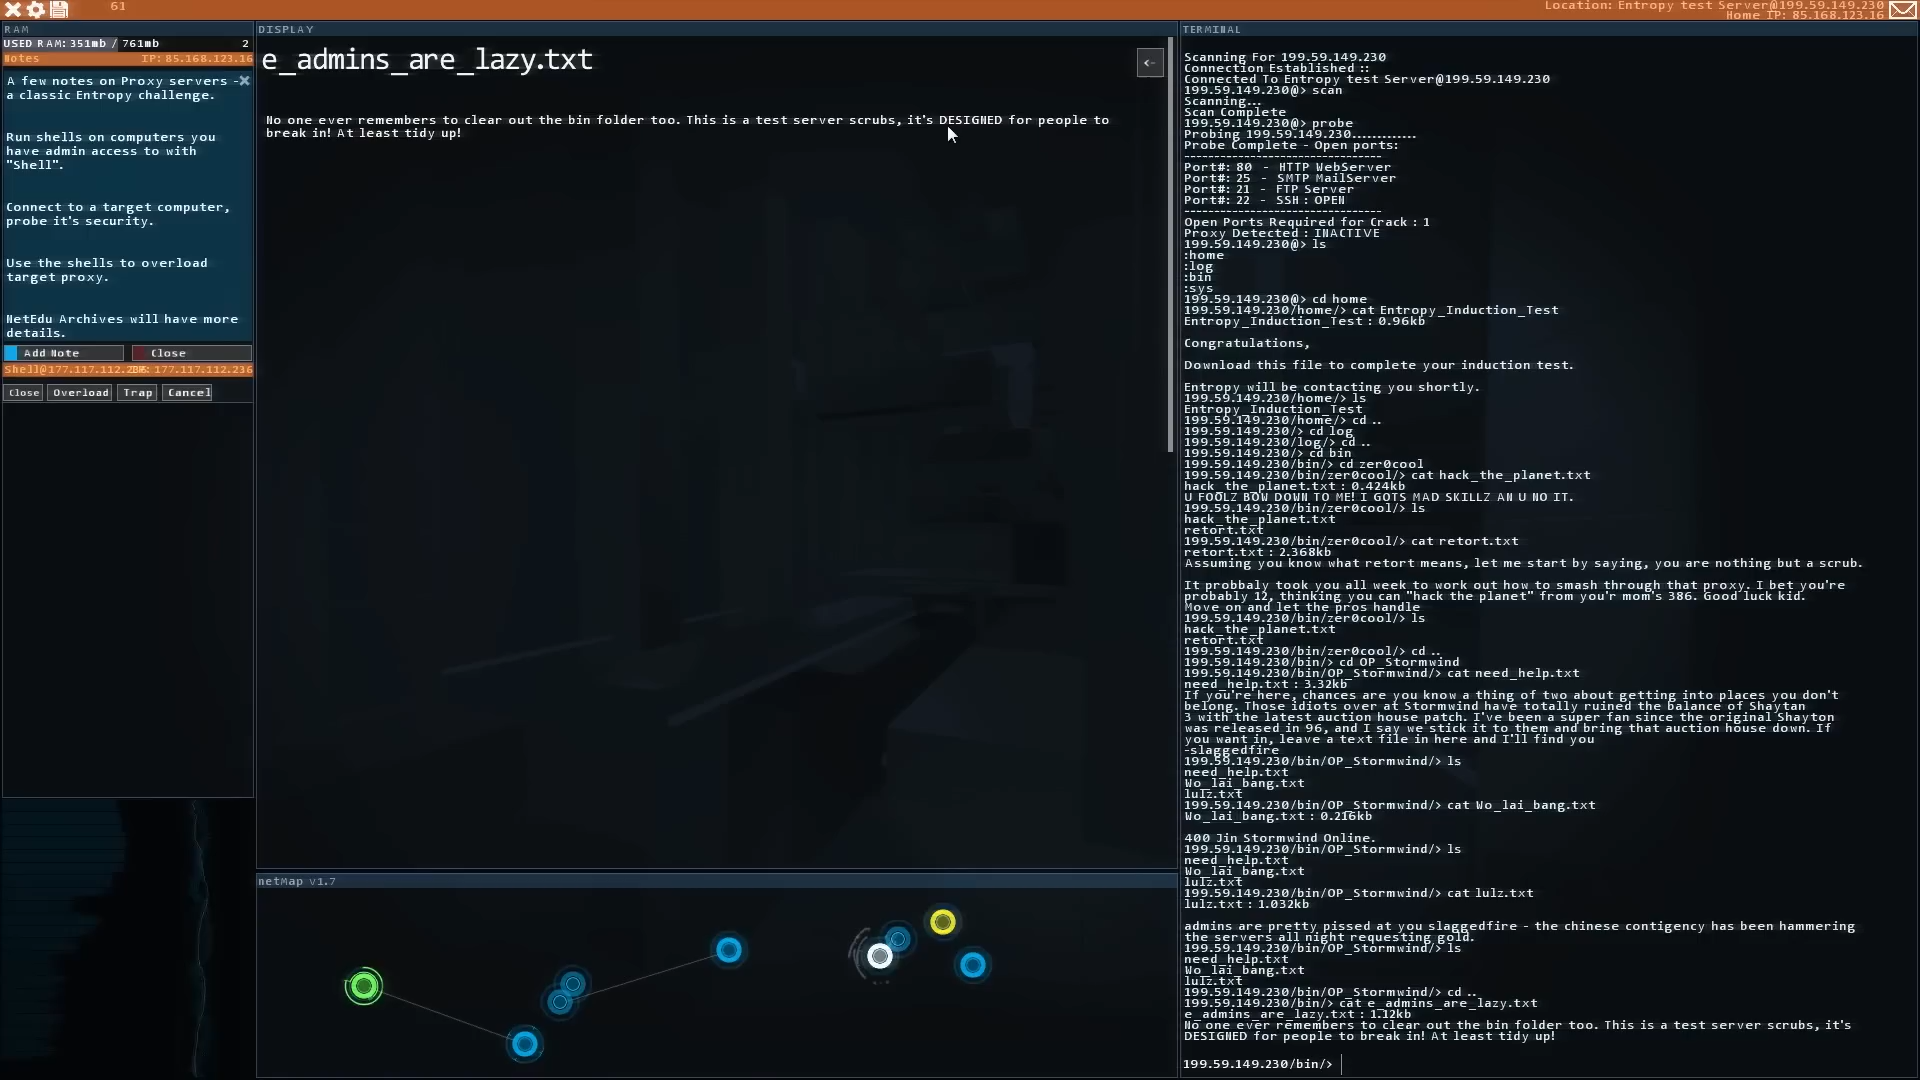 61
Location: Entropy test Server@199.59.149.230
Home IP: 85.168.123.16
RAM
USED RAM: 351mb / 761mb 2
Notes IP: 85.168.123.16
A few notes on Proxy servers -
a classic Entropy challenge.
Run shells on computers you
have admin access to with
"Shell".
Connect to a target computer,
probe it's security.
Use the shells to overload
target proxy.
NetEdu Archives will have more
details.
Add Note Close
Shell@177.117.112. 177.117.112.236
Close Overload Trap Cancel
DISPLAY
e_admins_are_lazy.txt
<-
No one ever remembers to clear out the bin folder too. This is a test server scrubs, it's DESIGNED for people to
break in! At least tidy up!
netMap v1.7
TERMINAL
Scanning For 199.59.149.230
Connection Established ::
Connected To Entropy test Server@199.59.149.230
199.59.149.230@> scan
Scanning...
Scan Complete
199.59.149.230@> probe
Probing 199.59.149.230.............
Probe Complete - Open ports:
---------------------------------
Port#: 80 - HTTP WebServer
Port#: 25 - SMTP MailServer
Port#: 21 - FTP Server
Port#: 22 - SSH : OPEN
---------------------------------
Open Ports Required for Crack : 1
Proxy Detected : INACTIVE
199.59.149.230@> ls
:home
:log
:bin
:sys
199.59.149.230@> cd home
199.59.149.230/home/> cat Entropy_Induction_Test
Entropy_Induction_Test : 0.96kb
Congratulations,
Download this file to complete your induction test.
Entropy will be contacting you shortly.
199.59.149.230/home/> ls
Entropy_Induction_Test
199.59.149.230/home/> cd ..
199.59.149.230/> cd log
199.59.149.230/log/> cd ..
199.59.149.230/> cd bin
199.59.149.230/bin/> cd zer0cool
199.59.149.230/bin/zer0cool/> cat hack_the_planet.txt
hack_the_planet.txt : 0.424kb
U FOOLZ BOW DOWN TO ME! I GOTS MAD SKILLZ AN U NO IT.
199.59.149.230/bin/zer0cool/> ls
hack_the_planet.txt
retort.txt
199.59.149.230/bin/zer0cool/> cat retort.txt
retort.txt : 2.368kb
Assuming you know what retort means, let me start by saying, you are nothing but a scrub.
It probbaly took you all week to work out how to smash through that proxy. I bet you're
probably 12, thinking you can "hack the planet" from you'r mom's 386. Good luck kid.
Move on and let the pros handle
199.59.149.230/bin/zer0cool/> ls
hack_the_planet.txt
retort.txt
199.59.149.230/bin/zer0cool/> cd ..
199.59.149.230/bin/> cd OP_Stormwind
199.59.149.230/bin/OP_Stormwind/> cat need_help.txt
need_help.txt : 3.32kb
If you're here, chances are you know a thing of two about getting into places you don't
belong. Those idiots over at Stormwind have totally ruined the balance of Shaytan
3 with the latest auction house patch. I've been a super fan since the original Shayton
was released in 96, and I say we stick it to them and bring that auction house down. If
you want in, leave a text file in here and I'll find you
-slaggedfire
199.59.149.230/bin/OP_Stormwind/> ls
need_help.txt
Wo_lai_bang.txt
lulz.txt
199.59.149.230/bin/OP_Stormwind/> cat Wo_lai_bang.txt
Wo_lai_bang.txt : 0.216kb
400 Jin Stormwind Online.
199.59.149.230/bin/OP_Stormwind/> ls
need_help.txt
Wo_lai_bang.txt
lulz.txt
199.59.149.230/bin/OP_Stormwind/> cat lulz.txt
lulz.txt : 1.032kb
admins are pretty pissed at you slaggedfire - the chinese contigency has been hammering
the servers all night requesting gold.
199.59.149.230/bin/OP_Stormwind/> ls
need_help.txt
Wo_lai_bang.txt
lulz.txt
199.59.149.230/bin/OP_Stormwind/> cd ..
199.59.149.230/bin/> cat e_admins_are_lazy.txt
e_admins_are_lazy.txt : 1.12kb
No one ever remembers to clear out the bin folder too. This is a test server scrubs, it's
DESIGNED for people to break in! At least tidy up!
199.59.149.230/bin/>